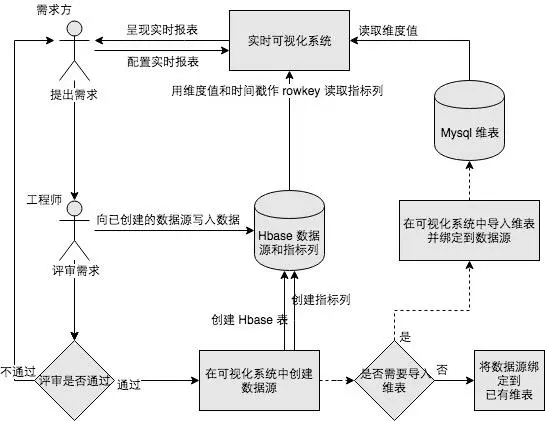 需求方
呈现实时报表
实时可视化系统
读取维度值
配置实时报表
提出需求
用维度值和时间戳作 rowkey 读取指标列
Mysql 维表
工程师
向已创建的数据源写入数据
Hbase 数据
源和指标列
在可视化系统中导入维表
并绑定到数据源
评审需求
创建指标列
创建 Hbase 表
是
不通过
评审是否通过
通过
在可视化系统中创建
数据源
是否需要导入
维表
否
将数据源绑
定到
已有维表